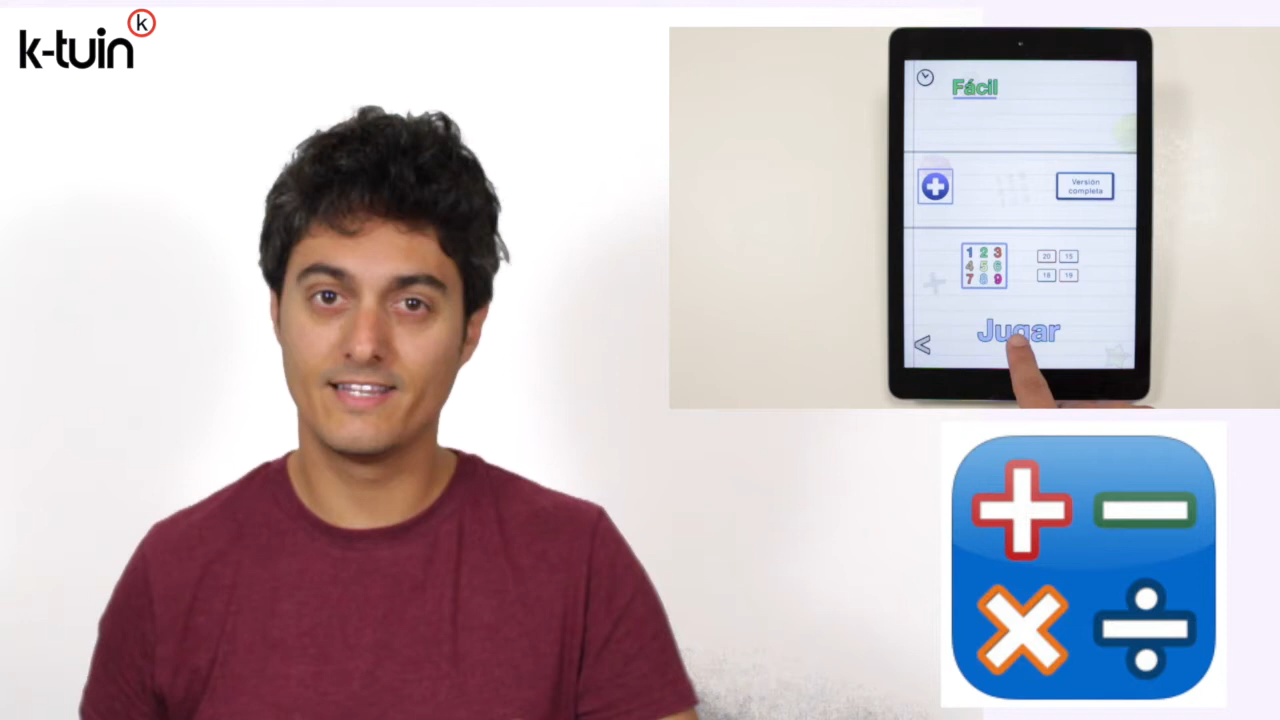 k-tuin
k
Fácil
Versión
completa
1 2 3
4 5 6
7 8 9
20 15
18 19
Jugar